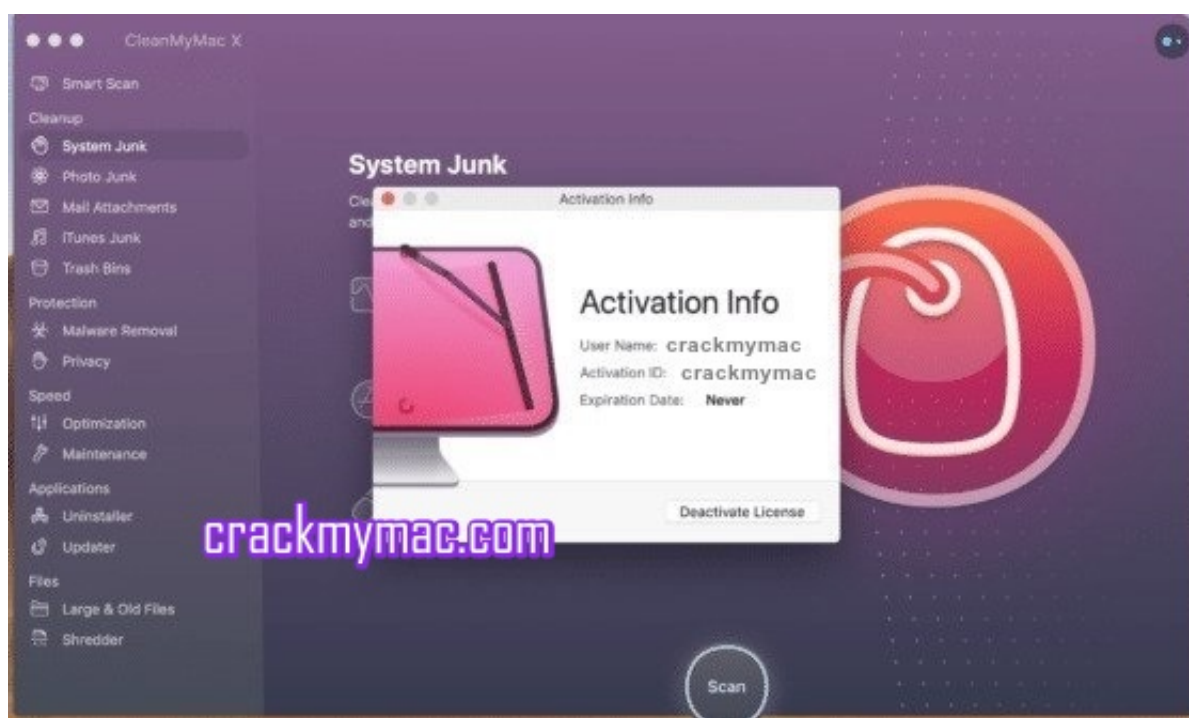 CleanMyMac X
Smart Scan
Cleanup
System Junk
Photo Junk
Mail Attachments
iTunes Junk
Trash Bins
Protection
Malware Removal
Privacy
Speed
Optimization
Maintenance
Applications
Uninstaller
Updater
Files
Large & Old Files
Shredder
System Junk
and
Activation Info
Activation Info
User Name: crackmymac
Activation ID: crackmymac
Expiration Date: Never
Deactivate License
crackmymac.com
Scan